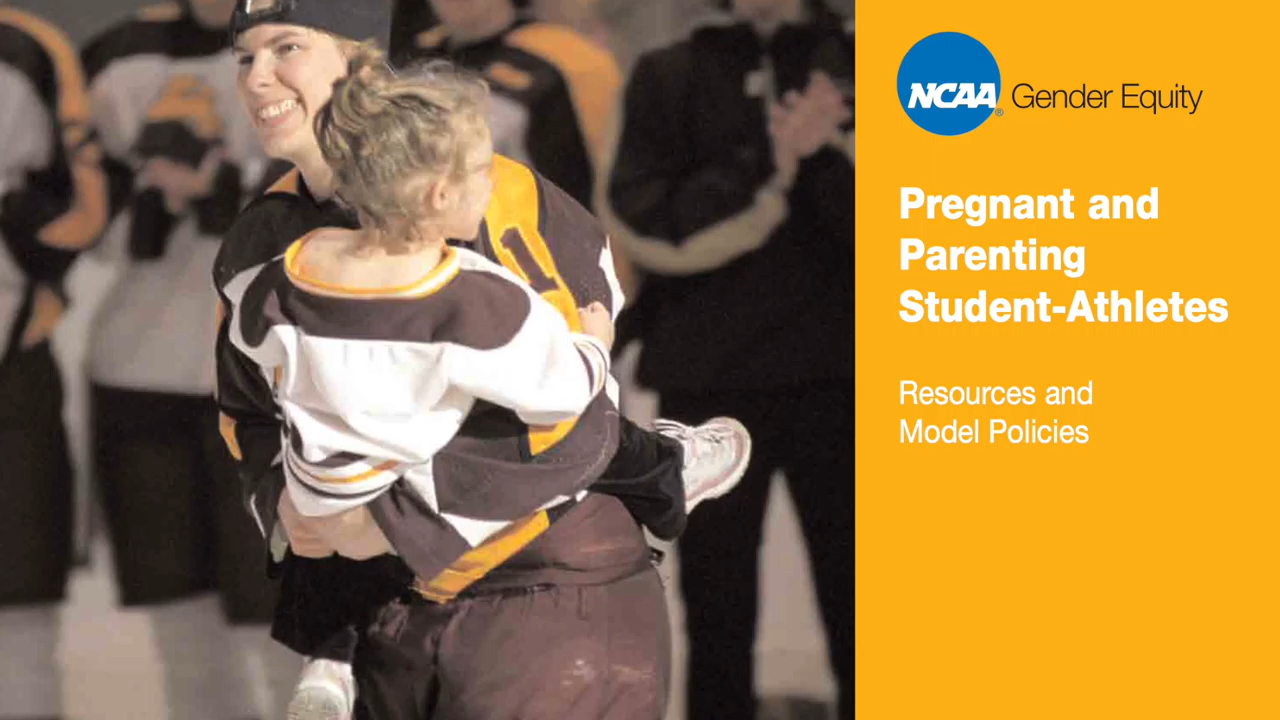 NCAA® Gender Equity
Pregnant and
Parenting
Student-Athletes
Resources and
Model Policies